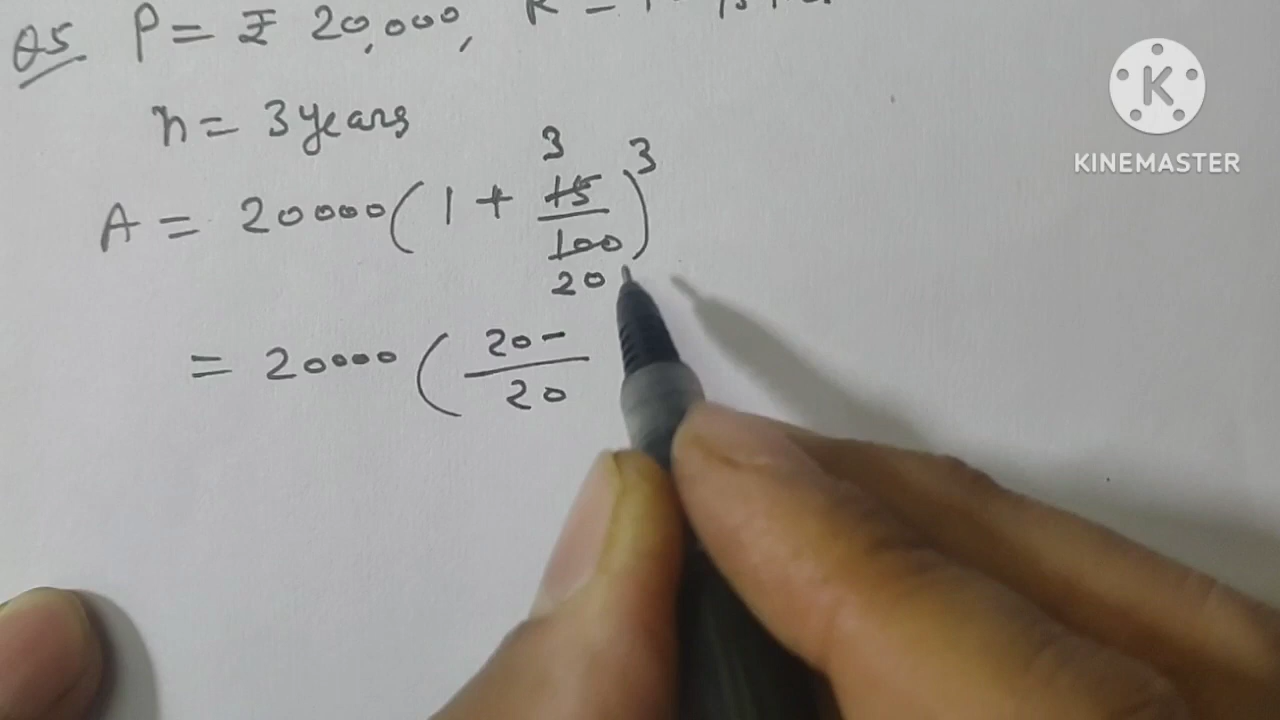 Q5 P = ₹ 20,000, R =
n = 3 years
A = 20000 ( 1 + 15/100 )^3
3
20
= 20000 ( 20 - / 20
K
KINEMASTER